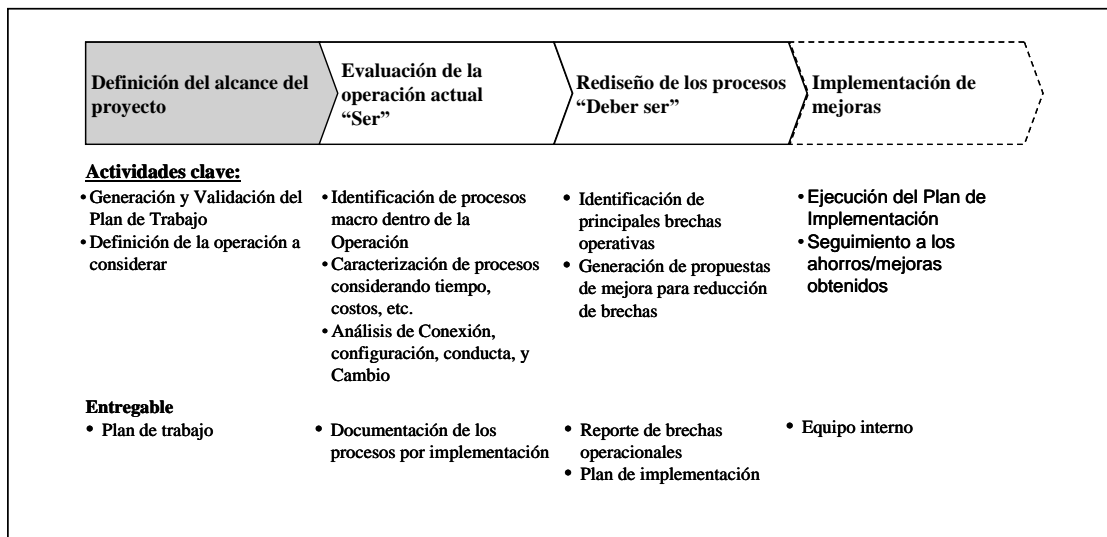 Definición del alcance del
proyecto
Evaluación de la
operación actual
“Ser”
Rediseño de los procesos
“Deber ser”
Implementación de
mejoras
Actividades clave:
• Generación y Validación del
Plan de Trabajo
• Definición de la operación a
considerar
• Identificación de procesos
macro dentro de la
Operación
• Caracterización de procesos
considerando tiempo,
costos, etc.
• Análisis de Conexión,
configuración, conducta, y
Cambio
• Identificación de
principales brechas
operativas
• Generación de propuestas
de mejora para reducción
de brechas
• Ejecución del Plan de
Implementación
• Seguimiento a los
ahorros/mejoras
obtenidos
Entregable
• Plan de trabajo
• Documentación de los
procesos por implementación
• Reporte de brechas
operacionales
• Plan de implementación
• Equipo interno